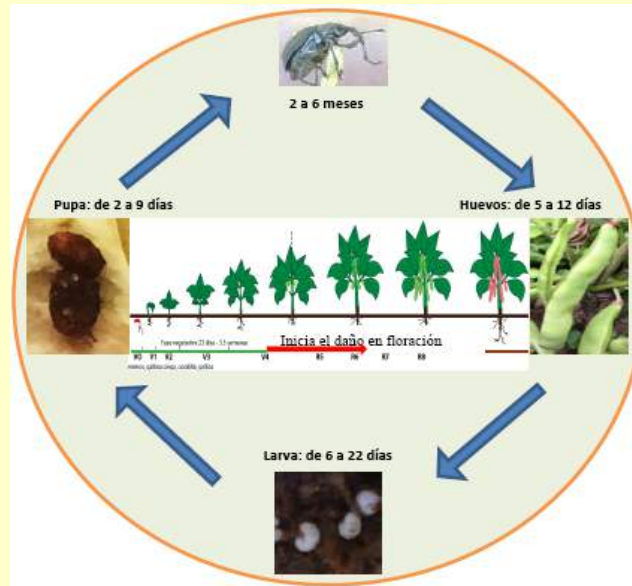 2 a 6 meses
Pupa: de 2 a 9 días
Huevos: de 5 a 12 días
Inicia el daño en floración
V0 V1 V2 V3 V4 R5 R6 R7 R8
Larva: de 6 a 22 días